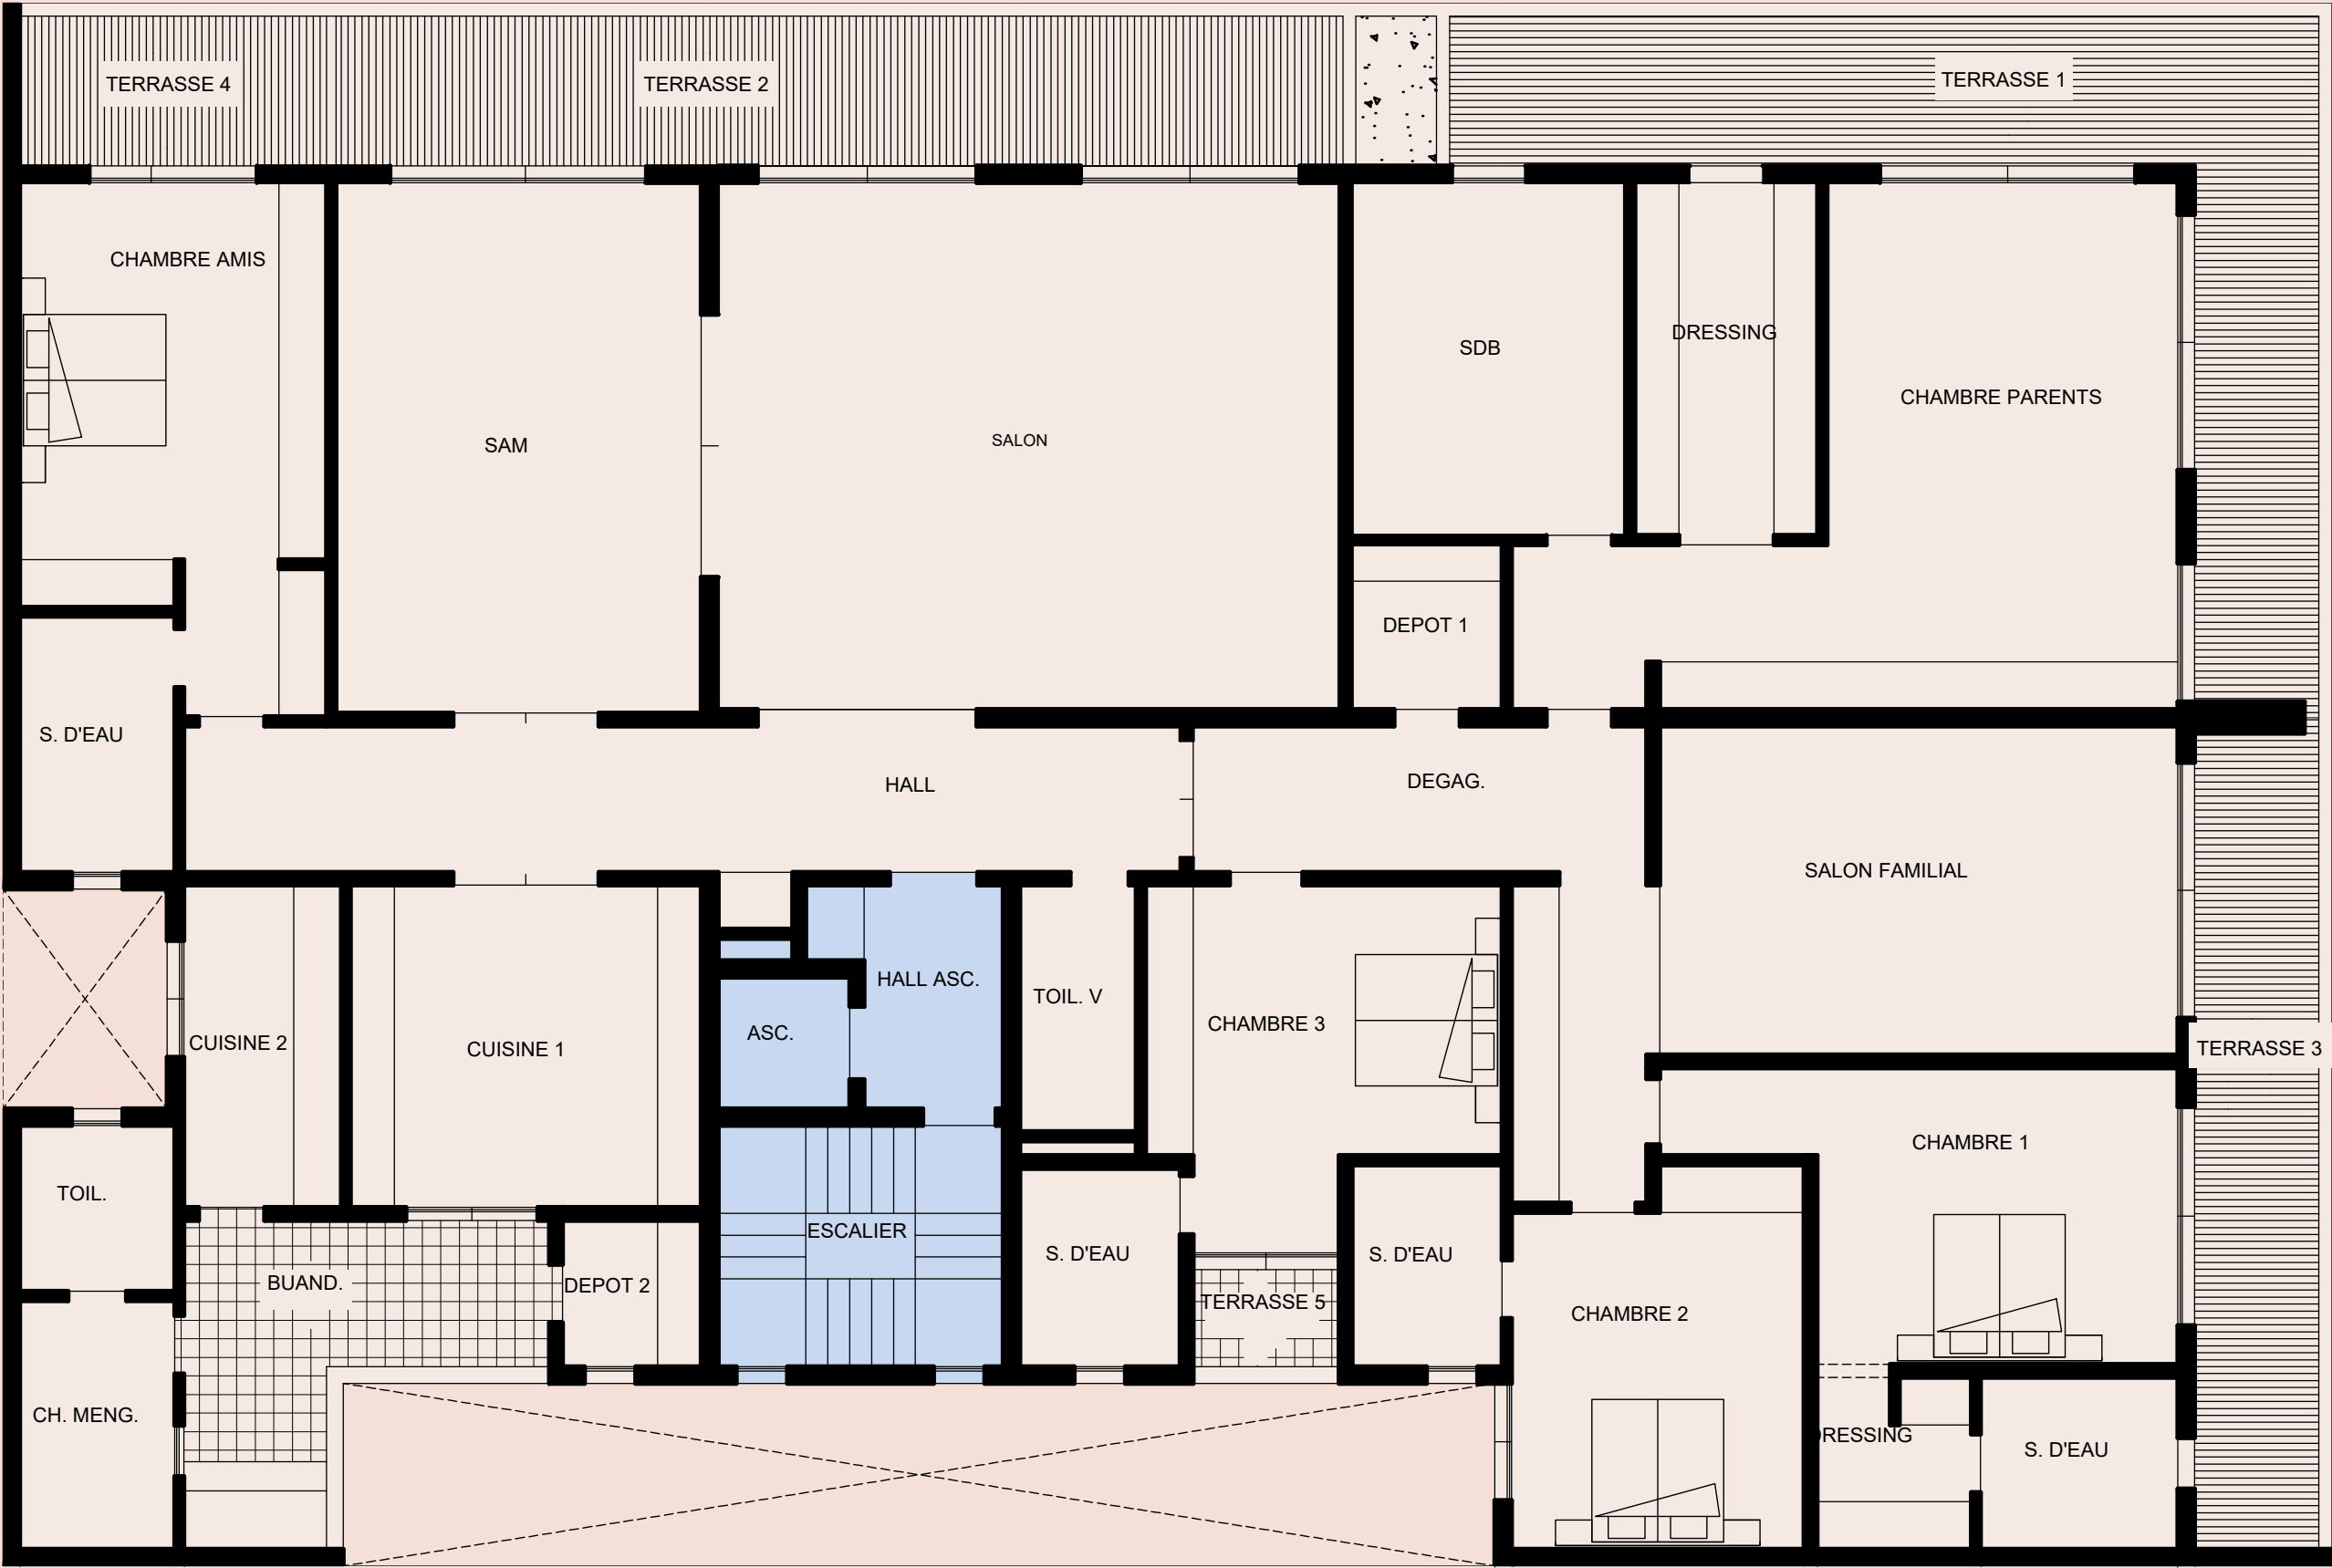 TERRASSE 4
TERRASSE 2
TERRASSE 1
CHAMBRE AMIS
SAM
SALON
SDB
DRESSING
CHAMBRE PARENTS
DEPOT 1
S. D'EAU
HALL
DEGAG.
SALON FAMILIAL
CUISINE 2
CUISINE 1
ASC.
HALL ASC.
TOIL. V
CHAMBRE 3
TERRASSE 3
CHAMBRE 1
TOIL.
BUAND.
DEPOT 2
ESCALIER
S. D'EAU
TERRASSE 5
S. D'EAU
CHAMBRE 2
CH. MENG.
DRESSING
S. D'EAU